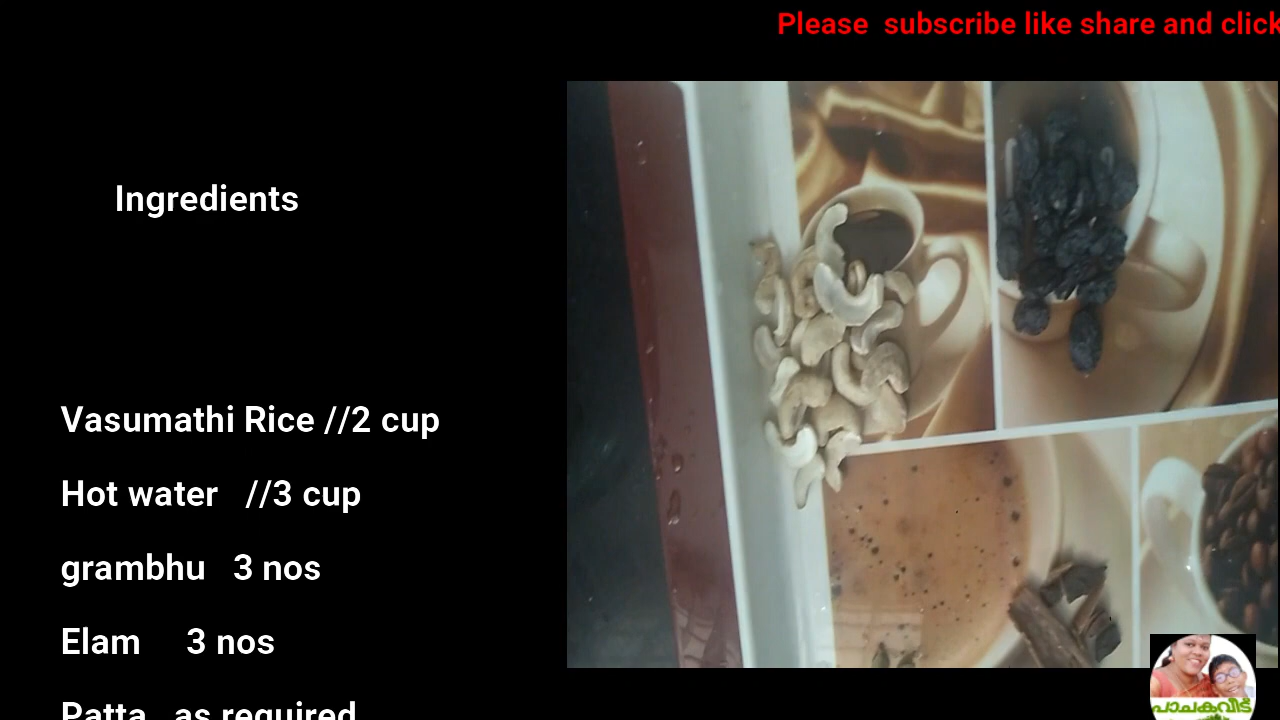 Please subscribe like share and click
Ingredients
Vasumathi Rice //2 cup
Hot water //3 cup
grambhu 3 nos
Elam 3 nos
Patta as required
പാചകവീട്